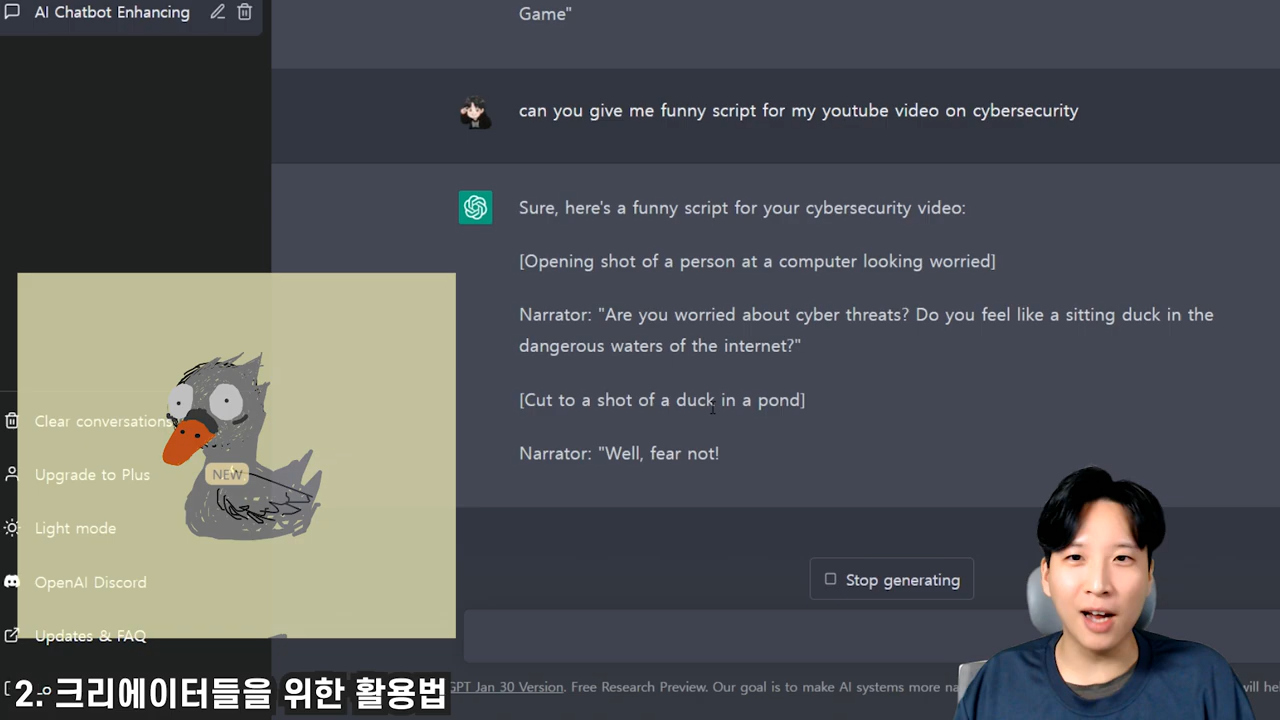 AI Chatbot Enhancing
Game"
can you give me funny script for my youtube video on cybersecurity
Sure, here's a funny script for your cybersecurity video:
[Opening shot of a person at a computer looking worried]
Narrator: "Are you worried about cyber threats? Do you feel like a sitting duck in the
dangerous waters of the internet?"
[Cut to a shot of a duck in a pond]
Narrator: "Well, fear not!
Clear conversations
Upgrade to Plus
NEW
Light mode
OpenAI Discord
Updates & FAQ
Stop generating
GPT Jan 30 Version. Free Research Preview. Our goal is to make AI systems more
will
2. 크리에이터들을 위한 활용법